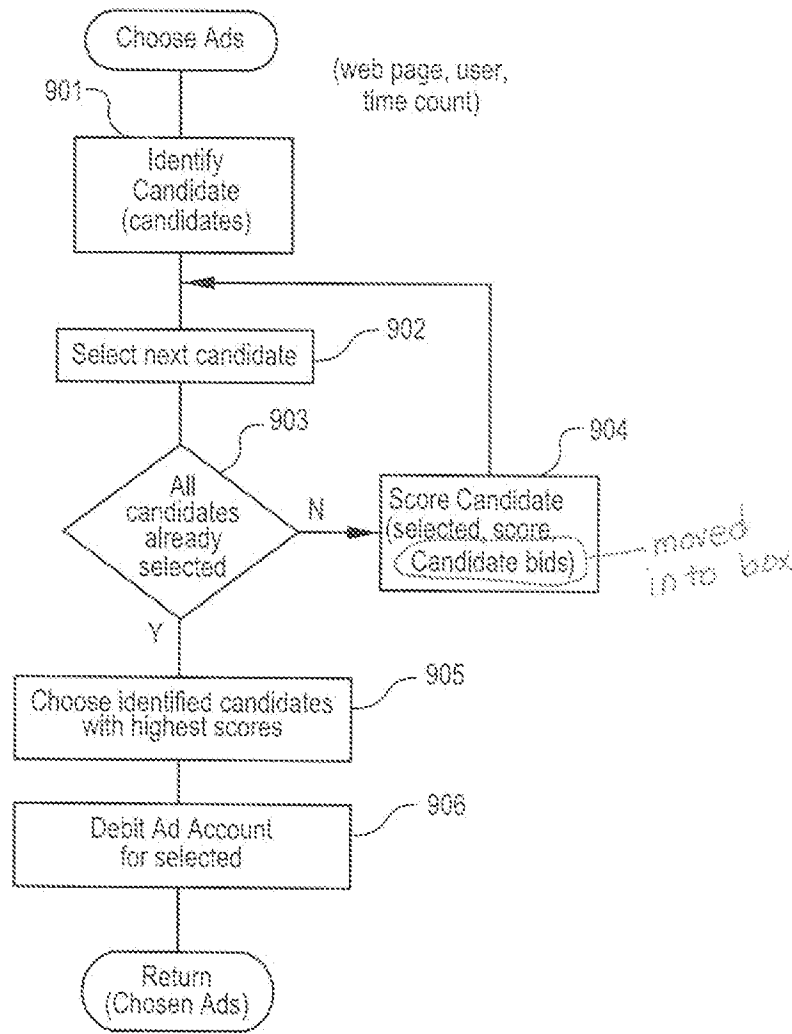 Choose Ads
(web page, user,
time count)
901
Identify
Candidate
(candidates)
Select next candidate
902
903
All
candidates
already
selected
N
Y
904
Score Candidate
(selected, score,
Candidate bids)
moved
in to box
Choose identified candidates
with highest scores
905
Debit Ad Account
for selected
906
Return
(Chosen Ads)